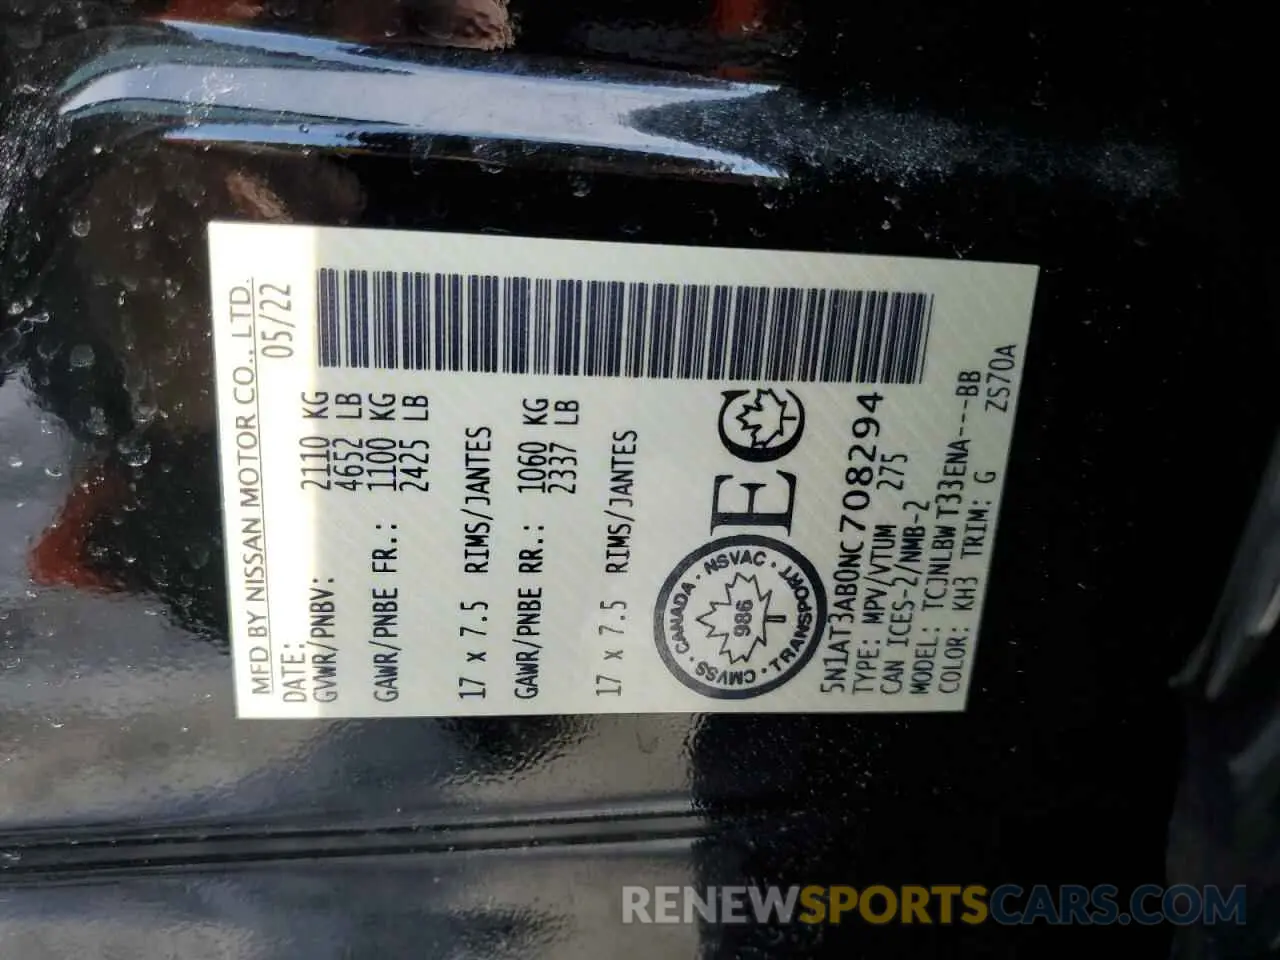 MFD BY NISSAN MOTOR CO., LTD.
DATE: 05/22
GVWR/PNBV: 2110 KG
4652 LB
GAWR/PNBE FR.: 1100 KG
2425 LB
17 x 7.5 RIMS/JANTES
GAWR/PNBE RR.: 1060 KG
2337 LB
17 x 7.5 RIMS/JANTES
CANADA · NSVAC · TRANSPORT · CMVSS ·
986
T
EC
5N1AT3AB0NC708294
TYPE: MPV/VTUM 275
CAN ICES-2/NMB-2
MODEL: TCJNLBWT33ENA---BB
COLOR: KH3 TRIM: G ZS70A
RENEWSPORTSCARS.COM